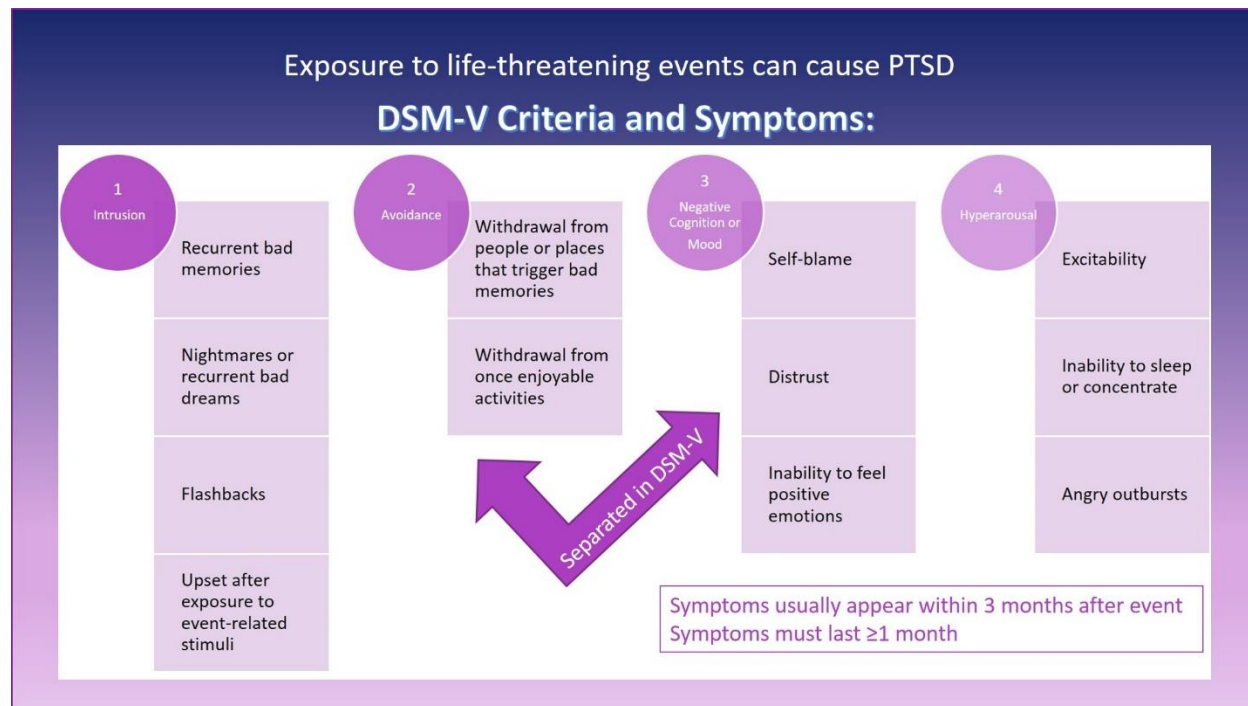 Exposure to life-threatening events can cause PTSD
DSM-V Criteria and Symptoms:
1
Intrusion
Recurrent bad
memories
Nightmares or
recurrent bad
dreams
Flashbacks
Upset after
exposure to
event-related
stimuli
2
Avoidance
Withdrawal from
people or places
that trigger bad
memories
Withdrawal from
once enjoyable
activities
3
Negative
Cognition or
Mood
Self-blame
Distrust
Inability to feel
positive
emotions
4
Hyperarousal
Excitability
Inability to sleep
or concentrate
Angry outbursts
Separated in DSM-V
Symptoms usually appear within 3 months after event
Symptoms must last ≥1 month